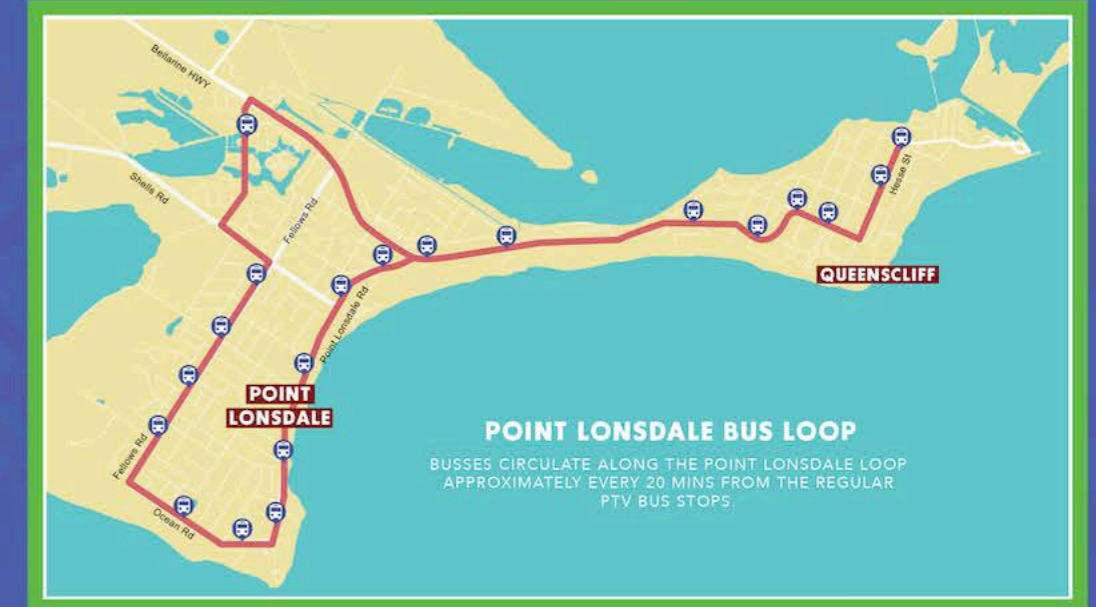 Bellarine HWY
Shells Rd
Fellows Rd
Hesse St
QUEENSCLIFF
Point Lonsdale Rd
POINT
LONSDALE
Fellows Rd
Ocean Rd
POINT LONSDALE BUS LOOP
BUSSES CIRCULATE ALONG THE POINT LONSDALE LOOP
APPROXIMATELY EVERY 20 MINS FROM THE REGULAR
PTV BUS STOPS.